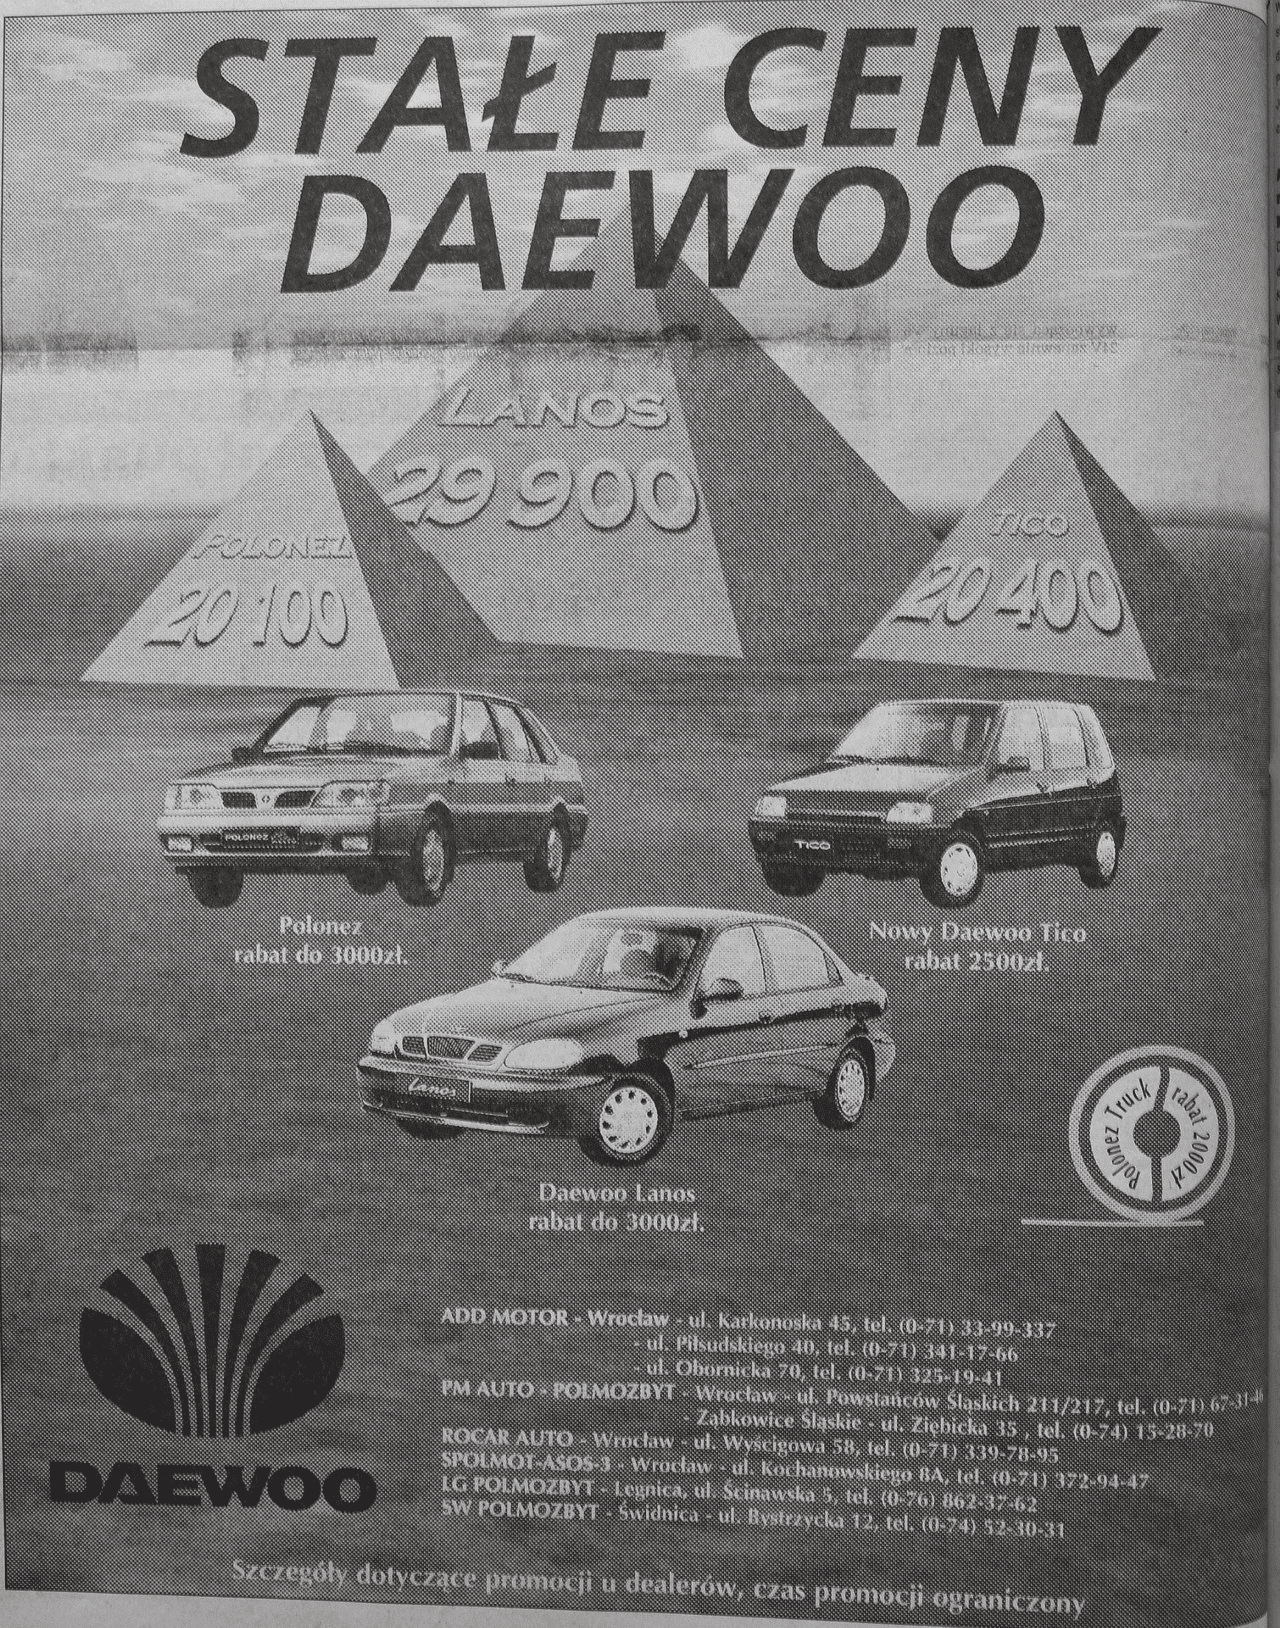 STAŁE CENY
DAEWOO
LANOS
29 900
POLONEZ
20 100
TICO
20 400
POLONEZ
TICO
Polonez
rabat do 3000zł.
Nowy Daewoo Tico
rabat 2500zł.
Lanos
Daewoo Lanos
rabat do 3000zł.
Polonez Truck rabat 2000zł
ADD MOTOR - Wrocław - ul. Karkonoska 45, tel. (0-71) 33-99-337
- ul. Piłsudskiego 40, tel. (0-71) 341-17-66
- ul. Obornicka 70, tel. (0-71) 325-19-41
PM AUTO - POLMOZBYT - Wrocław - ul. Powstańców Śląskich 211/217, tel. (0-71) 67-31-46
- Ząbkowice Śląskie - ul. Ziębicka 35 , tel. (0-74) 15-28-70
ROCAR AUTO - Wrocław - ul. Wyścigowa 58, tel. (0-71) 339-78-95
SPOLMOT-ASOS-3 - Wrocław - ul. Kochanowskiego 8A, tel. (0-71) 372-94-47
LG POLMOZBYT - Legnica, ul. Ścinawska 5, tel. (0-76) 862-37-62
SW POLMOZBYT - Świdnica - ul. Bystrzycka 12, tel. (0-74) 52-30-31
DAEWOO
Szczegóły dotyczące promocji u dealerów, czas promocji ograniczony